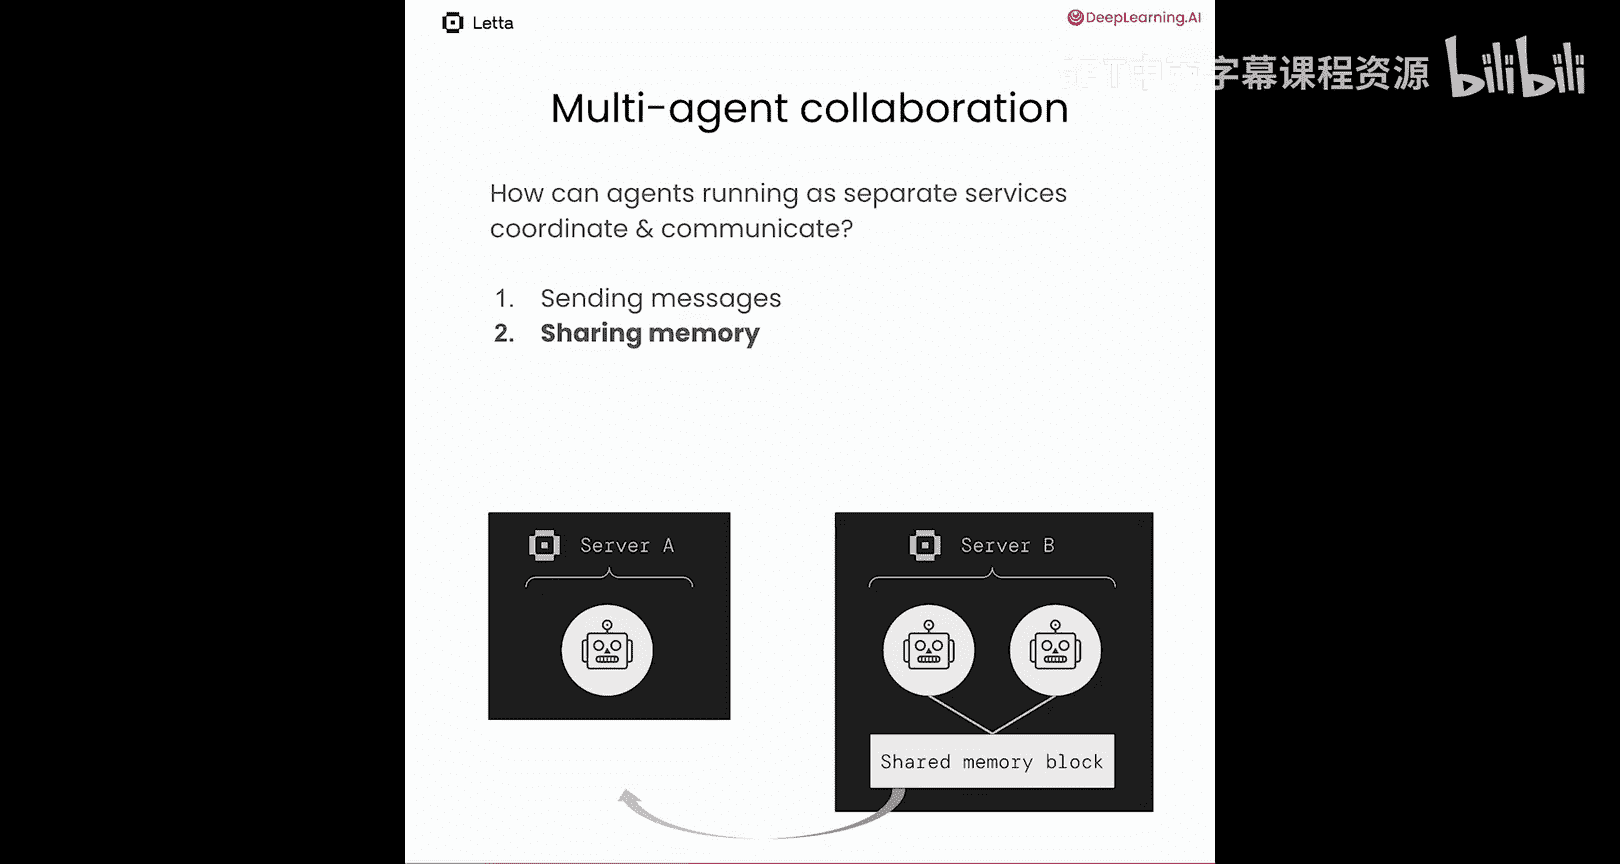 Letta
DeepLearning.AI
字幕课程资源 bilibili
Multi-agent collaboration
How can agents running as separate services
coordinate & communicate?
1. Sending messages
2. Sharing memory
Server A
Server B
Shared memory block